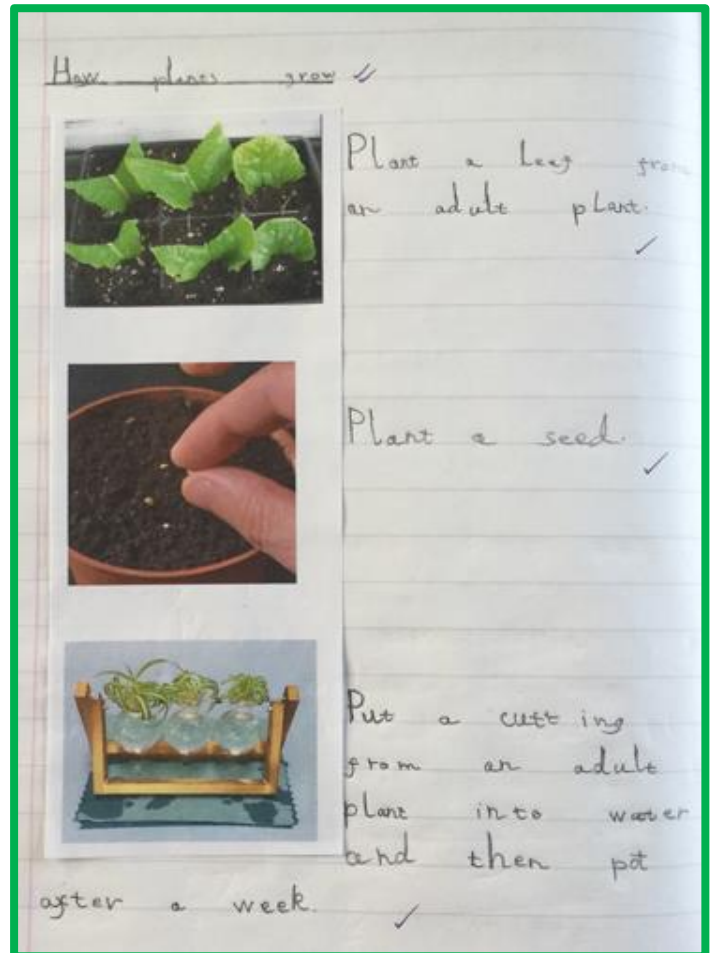 How plants grow
Plant a leaf from
an adult plant.
Plant a seed.
Put a cutting
from an adult
plant into water
and then pot
after a week.